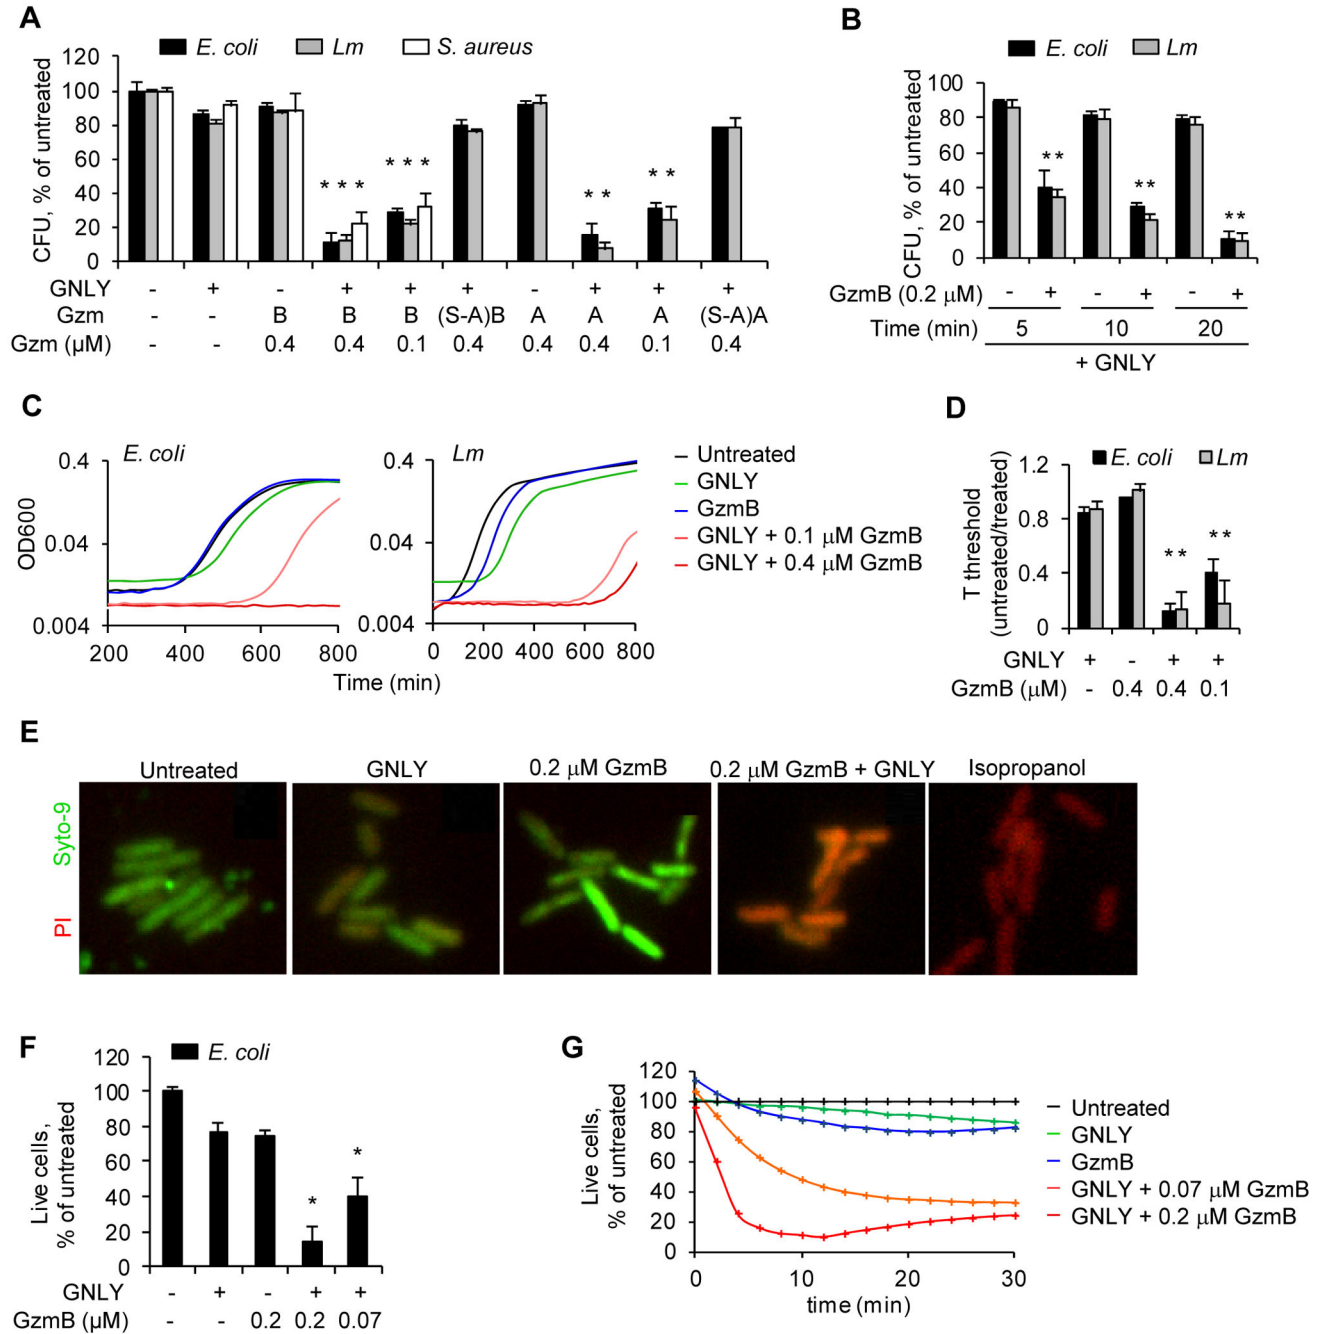 A
E. coli Lm S. aureus
CFU, % of untreated
120
100
80
60
40
20
0
* * * * * * * * * *
GNLY - + - + + + - + + +
Gzm - - B B B (S-A)B A A A (S-A)A
Gzm (µM) - - 0.4 0.4 0.1 0.4 0.4 0.4 0.1 0.4
B
E. coli Lm
CFU, % of untreated
100
80
60
40
20
0
** ** **
GzmB (0.2 µM) - + - + - +
Time (min) 5 10 20
+ GNLY
C
E. coli
OD600
0.4
0.04
0.004
200 400 600 800
Lm
0.4
0.04
0.004
0 200 400 600 800
Time (min)
Untreated
GNLY
GzmB
GNLY + 0.1 µM GzmB
GNLY + 0.4 µM GzmB
D
E. coli Lm
T threshold
(untreated/treated)
1.2
0.8
0.4
0
** **
GNLY + - + +
GzmB (µM) - 0.4 0.4 0.1
E
Untreated GNLY 0.2 µM GzmB 0.2 µM GzmB + GNLY Isopropanol
Syto-9
PI
F
E. coli
Live cells,
% of untreated
120
100
80
60
40
20
0
* *
GNLY - + - + +
GzmB (µM) - - 0.2 0.2 0.07
G
Live cells,
% of untreated
120
100
80
60
40
20
0
0 10 20 30
time (min)
Untreated
GNLY
GzmB
GNLY + 0.07 µM GzmB
GNLY + 0.2 µM GzmB